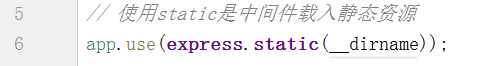 5 // 使用static是中间件载入静态资源
6 app.use(express.static(__dirname));